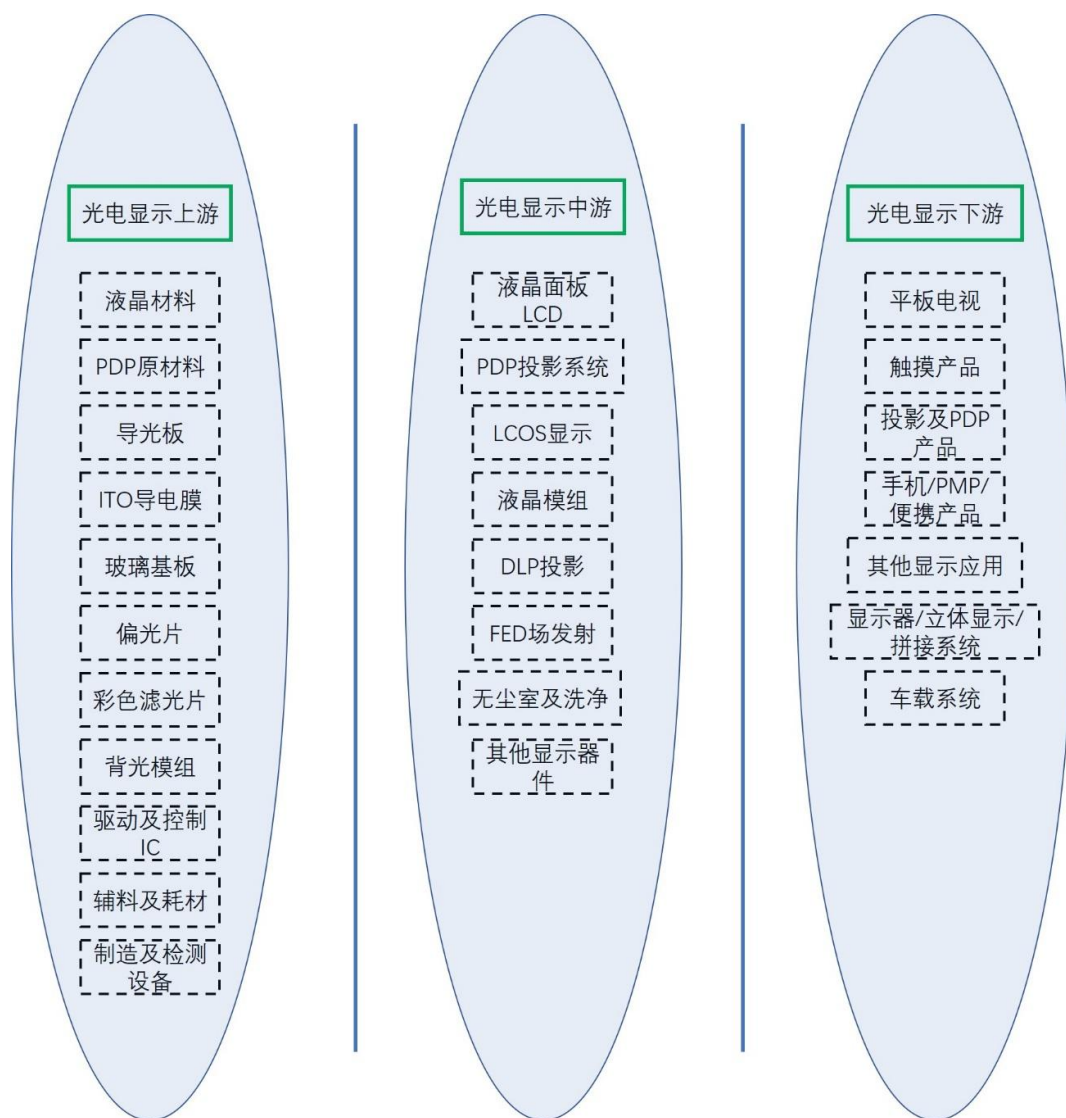 光电显示上游
液晶材料
PDP原材料
导光板
ITO导电膜
玻璃基板
偏光片
彩色滤光片
背光模组
驱动及控制
IC
辅料及耗材
制造及检测
设备
光电显示中游
液晶面板
LCD
PDP投影系统
LCOS显示
液晶模组
DLP投影
FED场发射
无尘室及洗净
其他显示器
件
光电显示下游
平板电视
触摸产品
投影及PDP
产品
手机/PMP/
便携产品
其他显示应用
显示器/立体显示/
拼接系统
车载系统